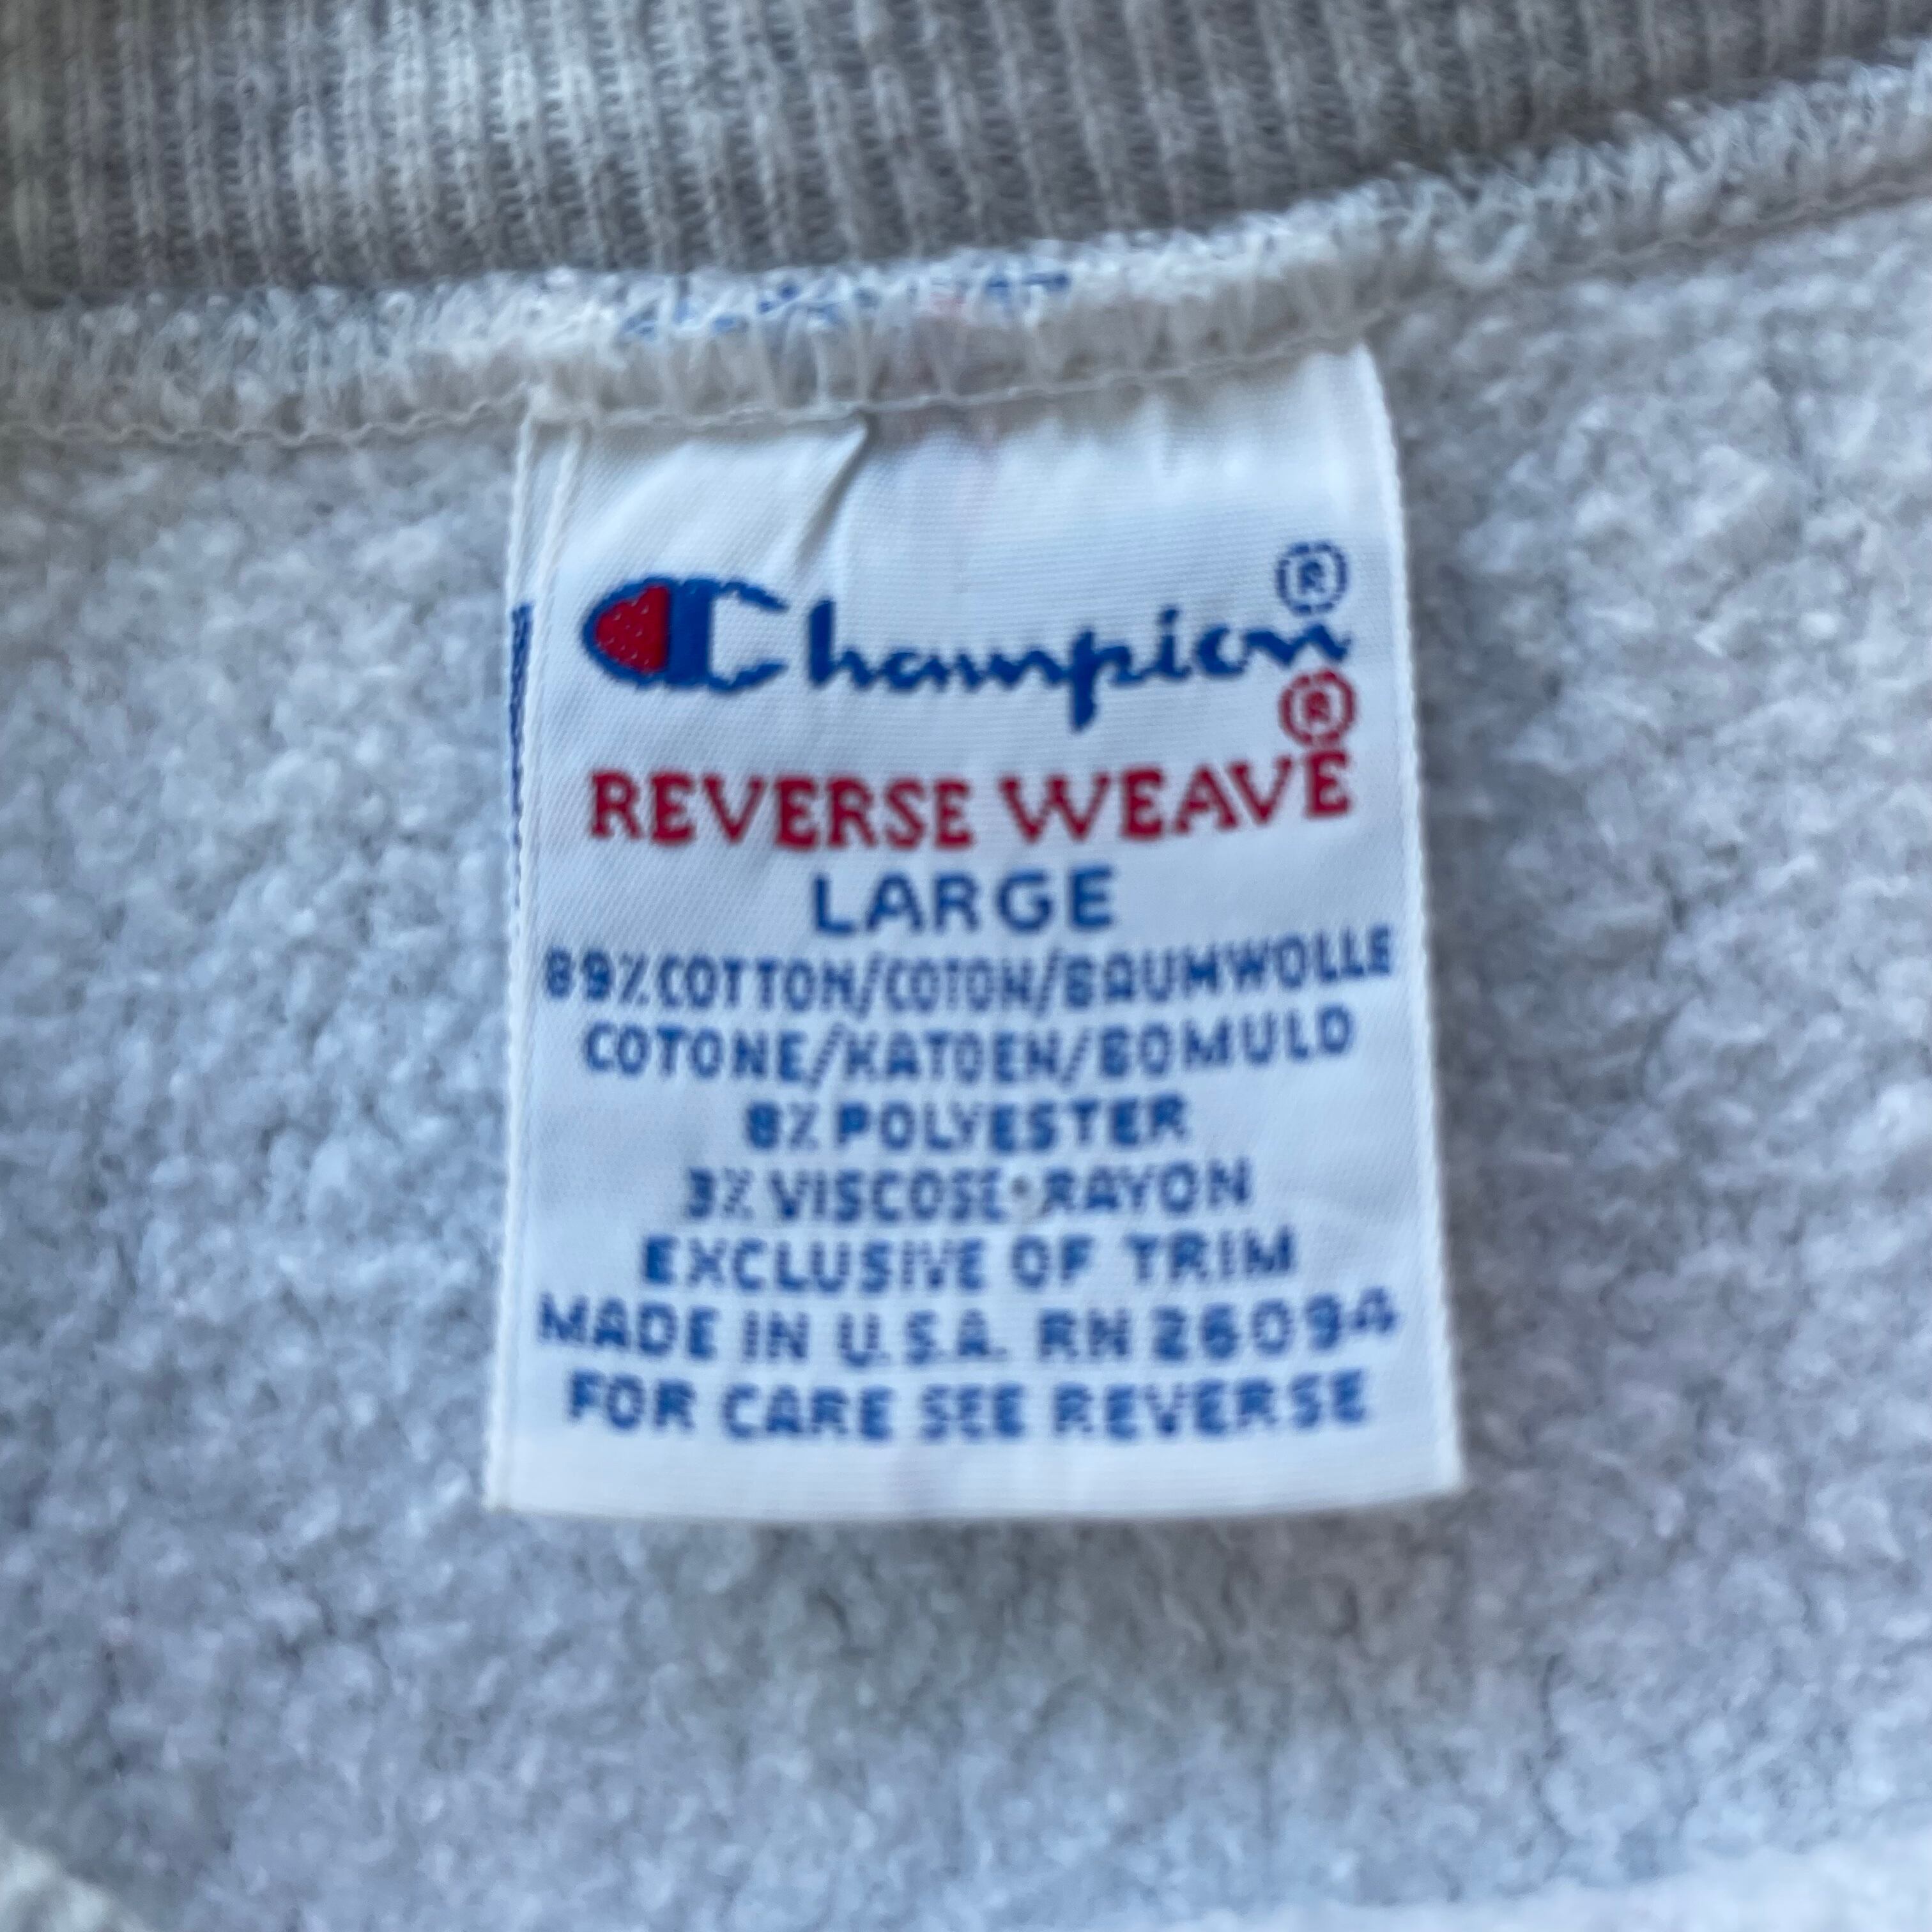 Champion®
REVERSE WEAVE®
LARGE
89% COTTON/COTON/BAUMWOLLE
COTONE/KATOEN/BOMULD
8% POLYESTER
3% VISCOSE·RAYON
EXCLUSIVE OF TRIM
MADE IN U.S.A. RN 26094
FOR CARE SEE REVERSE